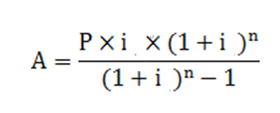 A = P × i × (1 + i )ⁿ / (1 + i )ⁿ − 1